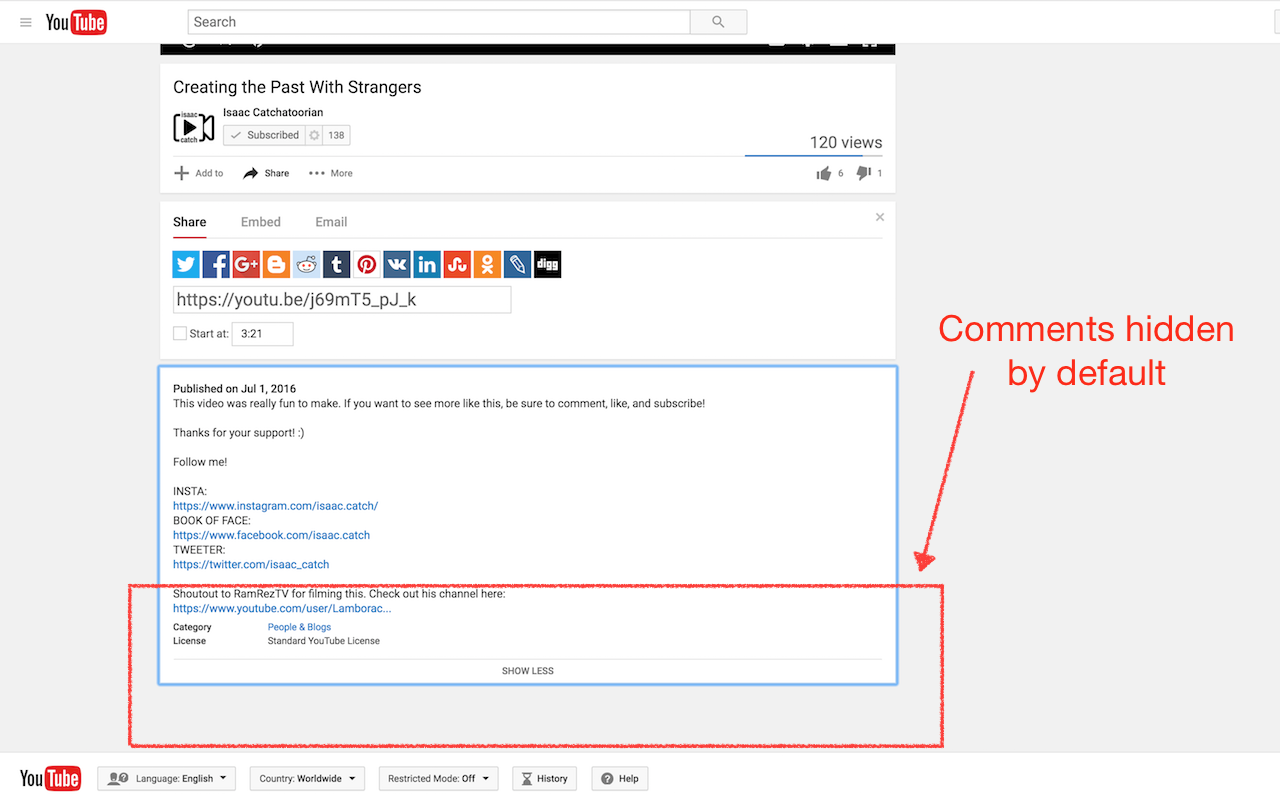 YouTube
Search
Creating the Past With Strangers
isaac
catch
Isaac Catchatoorian
Subscribed 138
120 views
Add to Share More
6 1
Share Embed Email
G+ t vk in digg
https://youtu.be/j69mT5_pJ_k
Start at: 3:21
Comments hidden
by default
Published on Jul 1, 2016
This video was really fun to make. If you want to see more like this, be sure to comment, like, and subscribe!
Thanks for your support! :)
Follow me!
INSTA:
https://www.instagram.com/isaac.catch/
BOOK OF FACE:
https://www.facebook.com/isaac.catch
TWEETER:
https://twitter.com/isaac_catch
Shoutout to RamRezTV for filming this. Check out his channel here:
https://www.youtube.com/user/Lamborac...
Category People & Blogs
License Standard YouTube License
SHOW LESS
YouTube Language: English Country: Worldwide Restricted Mode: Off History Help